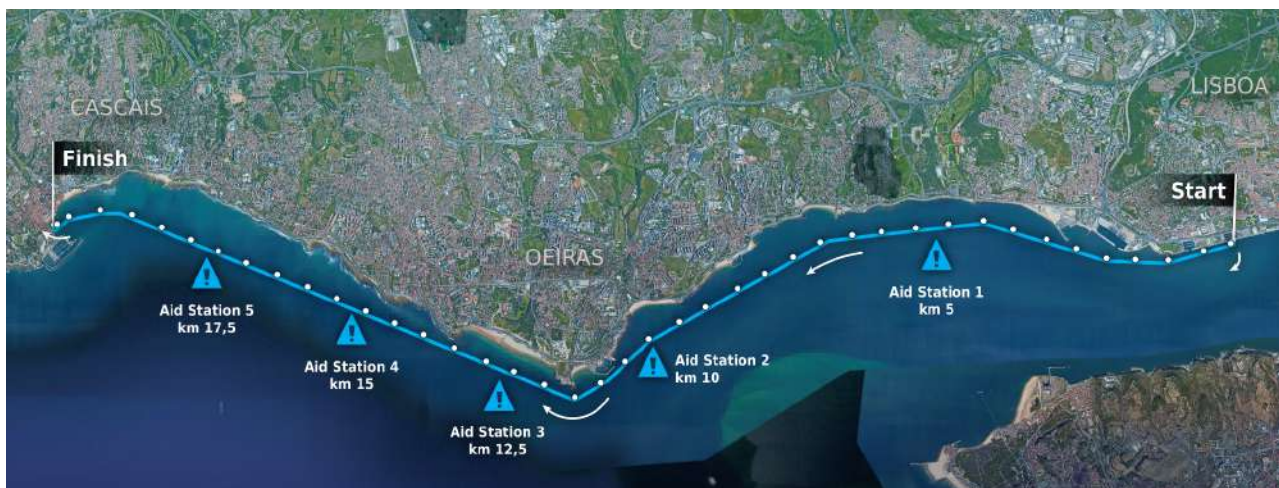 CASCAIS
LISBOA
Finish
Start
OEIRAS
Aid Station 5
km 17,5
Aid Station 4
km 15
Aid Station 3
km 12,5
Aid Station 2
km 10
Aid Station 1
km 5